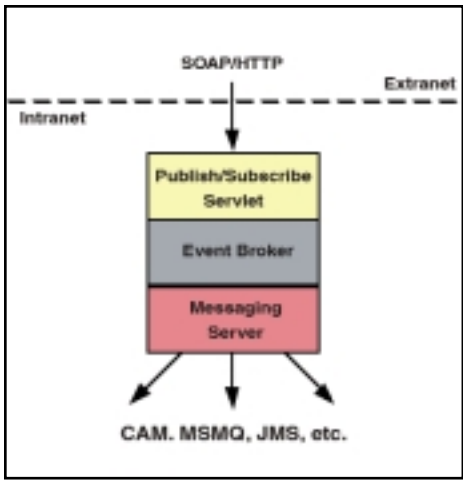 SOAP/HTTP
Extranet
Intranet
Publish/Subscribe
Servlet
Event Broker
Messaging
Server
CAM. MSMQ, JMS, etc.